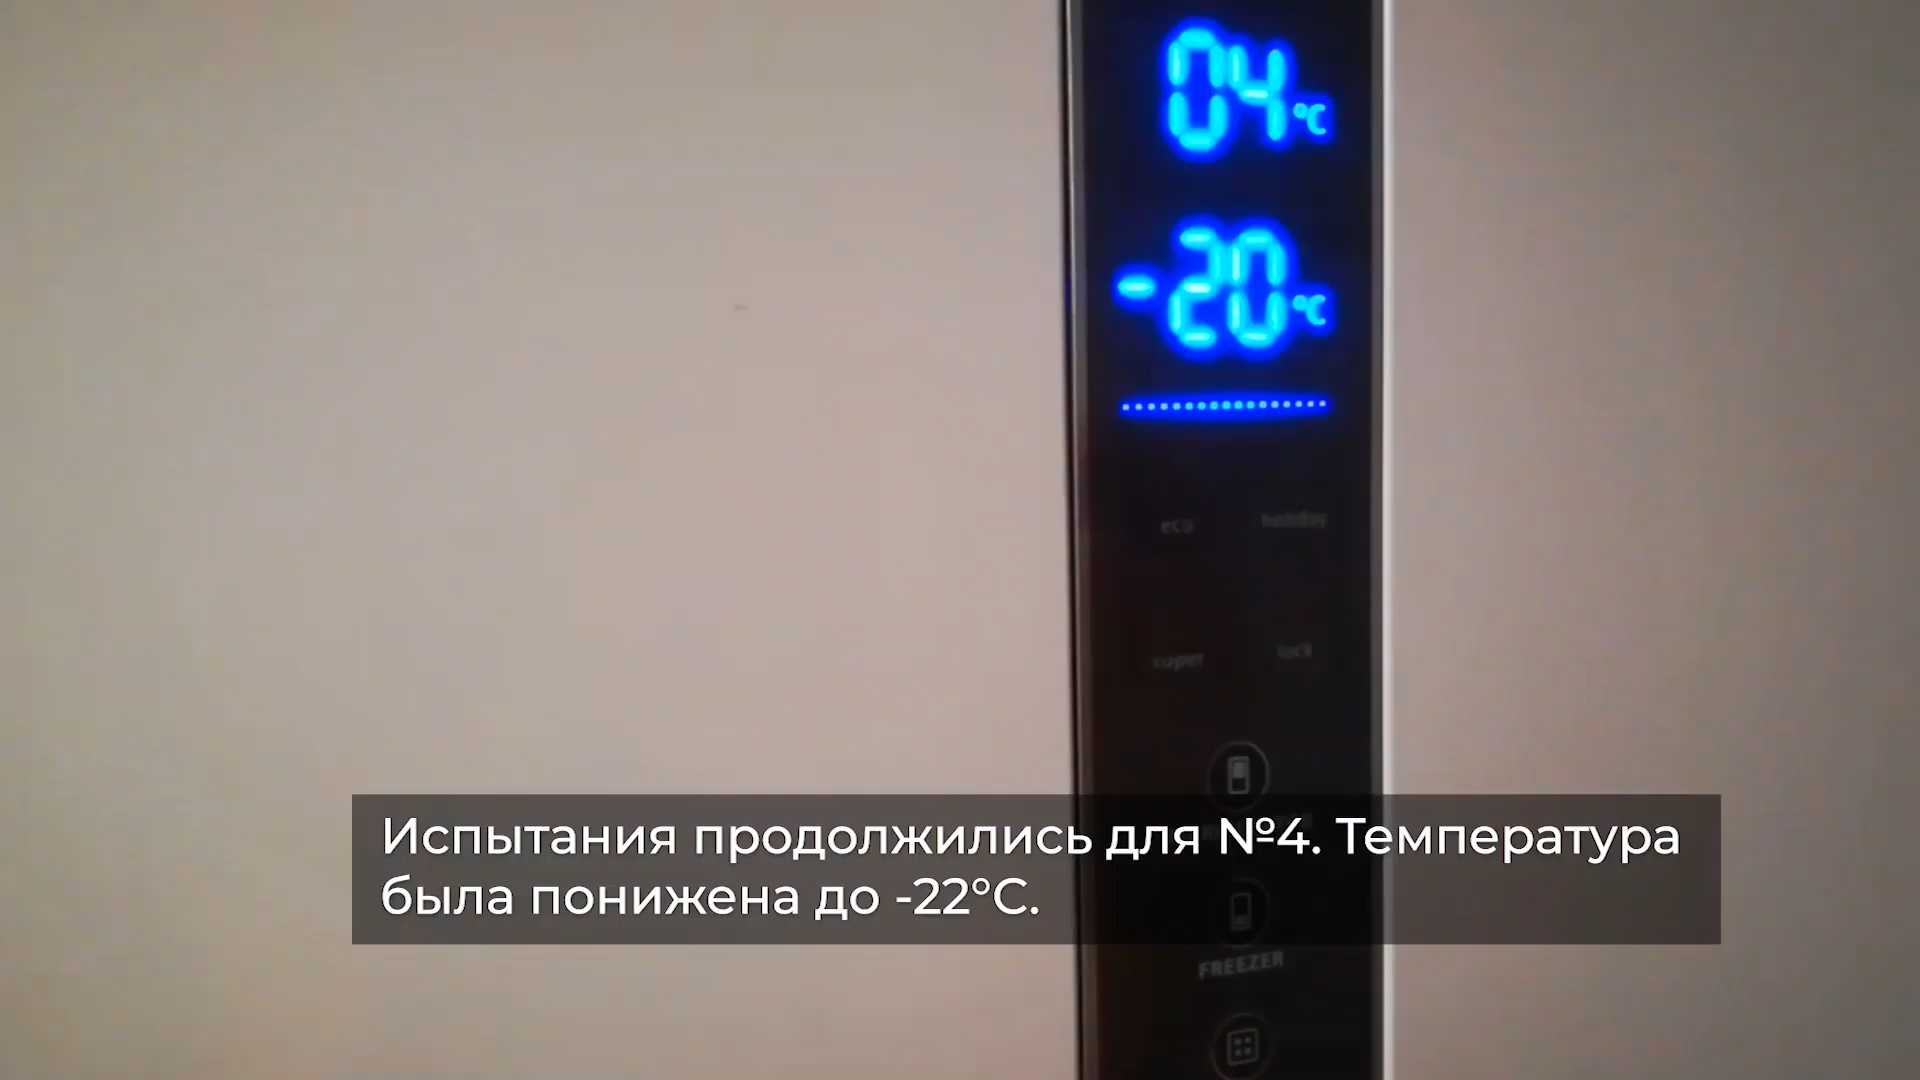 04°C
-20°C
eco holiday
super lock
Испытания продолжились для №4. Температура
была понижена до -22°C.
FREEZER